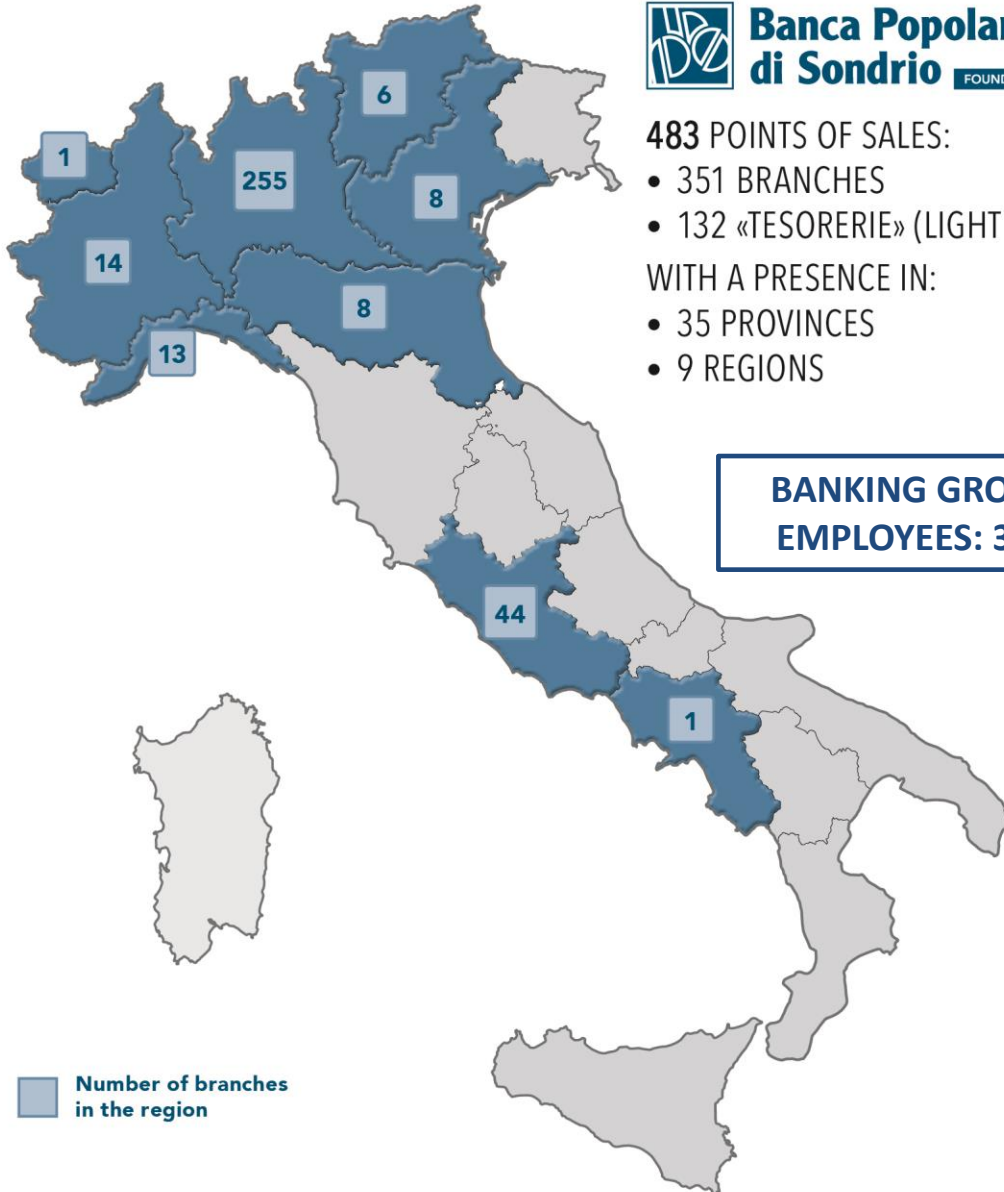 Banca Popolar
di Sondrio FOUND
483 POINTS OF SALES:
• 351 BRANCHES
• 132 «TESORERIE» (LIGHT
WITH A PRESENCE IN:
• 35 PROVINCES
• 9 REGIONS
BANKING GRO
EMPLOYEES: 3
6
1
255
8
14
8
13
44
1
Number of branches
in the region